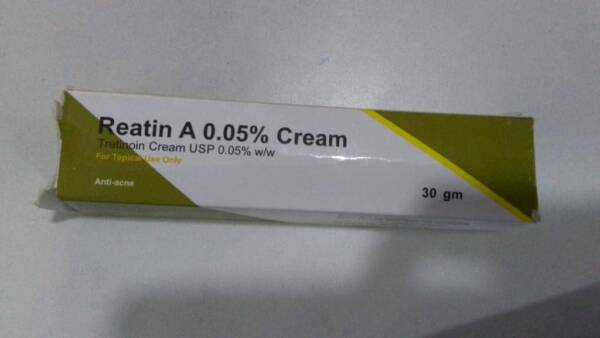 Reatin A 0.05% Cream
Tretinoin Cream USP 0.05% w/w
For Topical Use Only
Anti-acne
30 gm